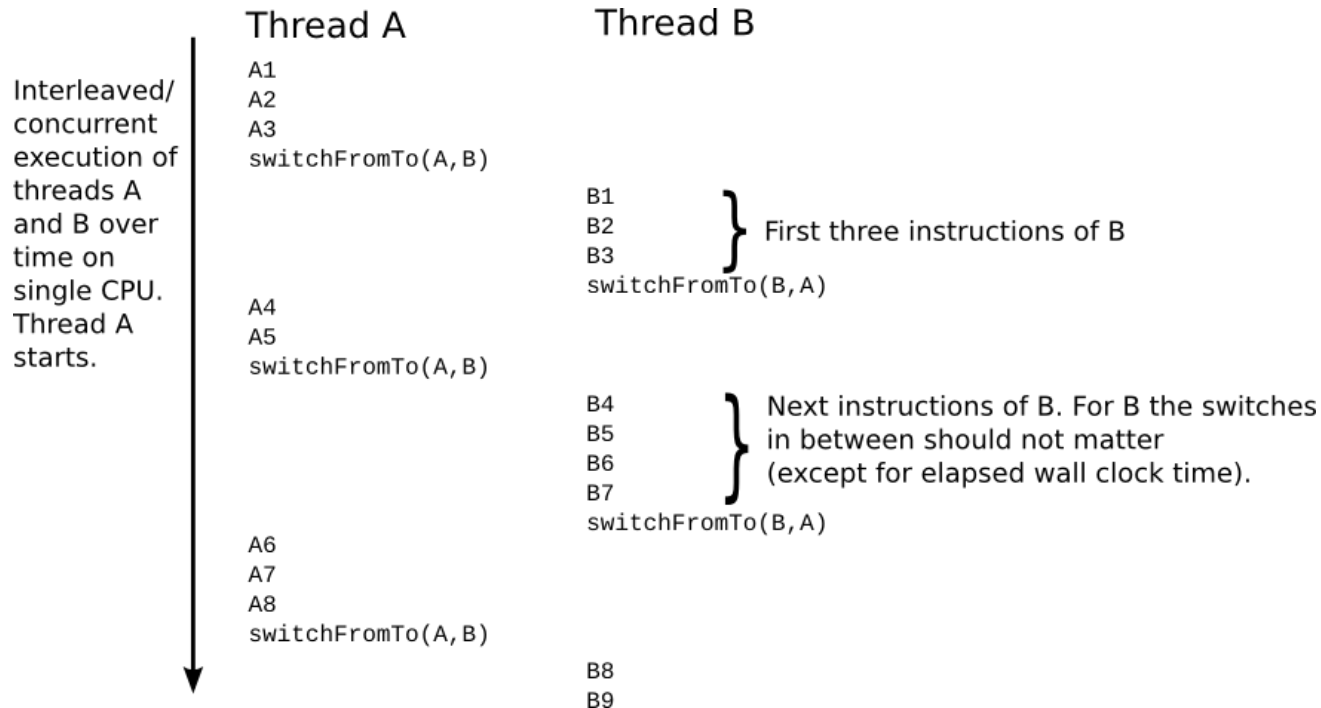 Thread A
Thread B
Interleaved/
concurrent
execution of
threads A
and B over
time on
single CPU.
Thread A
starts.
A1
A2
A3
switchFromTo(A,B)
B1
B2
B3
First three instructions of B
switchFromTo(B,A)
A4
A5
switchFromTo(A,B)
B4
B5
B6
B7
Next instructions of B. For B the switches
in between should not matter
(except for elapsed wall clock time).
switchFromTo(B,A)
A6
A7
A8
switchFromTo(A,B)
B8
B9